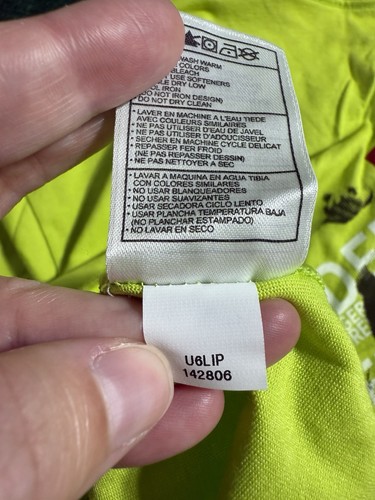 WASH WARM
COLORS
BLEACH
USE SOFTENERS
DRY LOW
IRON
(DO NOT IRON DESIGN)
DO NOT DRY CLEAN
• LAVER EN MACHINE A L'EAU TIEDE
AVEC COULEURS SIMILAIRES
• NE PAS UTILISER D'EAU DE JAVEL
• NE PAS UTILISER D'ADOUCISSEUR
• SECHER EN MACHINE CYCLE DELICAT
• REPASSER FER FROID
(NE PAS REPASSER DESSIN)
• NE PAS NETTOYER A SEC
LAVAR A MAQUINA EN AGUA TIBIA
CON COLORES SIMILARES
• NO USAR BLANQUEADORES
• NO USAR SUAVIZANTES
• USAR SECADORA CICLO LENTO
• USAR PLANCHA TEMPERATURA BAJA
(NO PLANCHAR ESTAMPADO)
• NO LAVAR EN SECO
U6LIP
142806